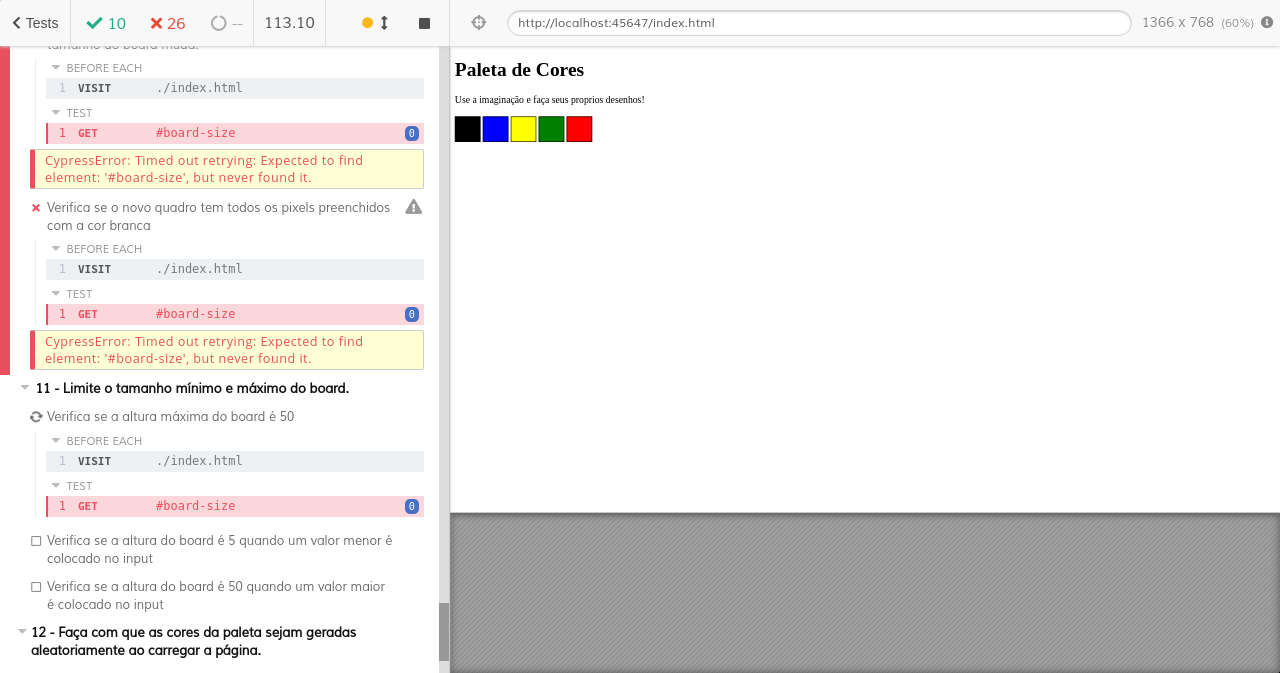 Tests 10 26 -- 113.10
http://localhost:45647/index.html 1366 x 768 (60%)
tamanho do board muda.
BEFORE EACH
1 VISIT ./index.html
TEST
1 GET #board-size 0
CypressError: Timed out retrying: Expected to find
element: '#board-size', but never found it.
Verifica se o novo quadro tem todos os pixels preenchidos
com a cor branca
BEFORE EACH
1 VISIT ./index.html
TEST
1 GET #board-size 0
CypressError: Timed out retrying: Expected to find
element: '#board-size', but never found it.
11 - Limite o tamanho mínimo e máximo do board.
Verifica se a altura máxima do board é 50
BEFORE EACH
1 VISIT ./index.html
TEST
1 GET #board-size 0
Verifica se a altura do board é 5 quando um valor menor é
colocado no input
Verifica se a altura do board é 50 quando um valor maior
é colocado no input
12 - Faça com que as cores da paleta sejam geradas
aleatoriamente ao carregar a página.
Paleta de Cores
Use a imaginação e faça seus proprios desenhos!